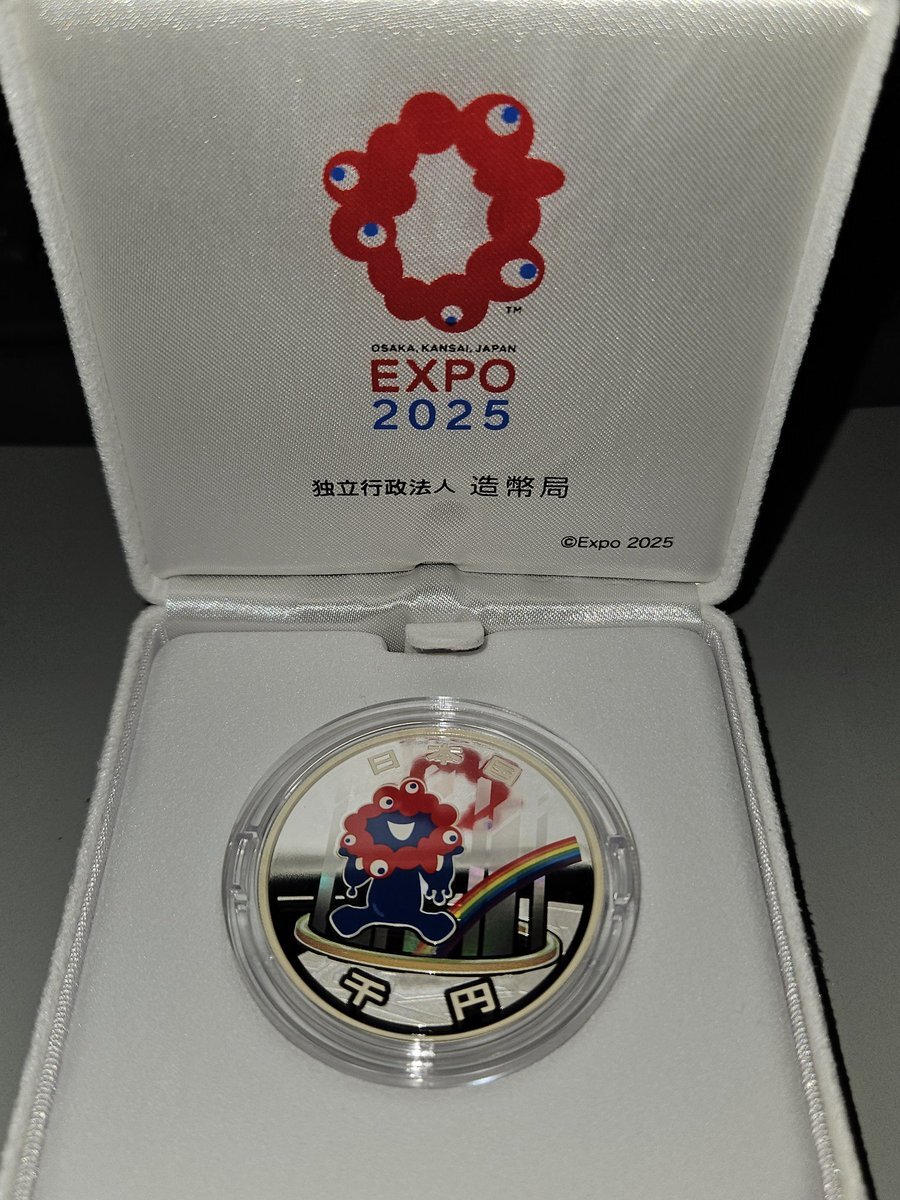 TM
OSAKA, KANSAI, JAPAN
EXPO
2025
独立行政法人 造幣局
©Expo 2025
日本国
千円